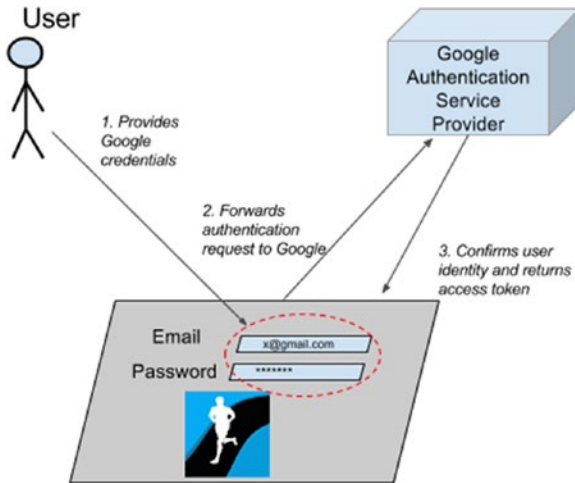 User
Google
Authentication
Service
Provider
1. Provides
Google
credentials
2. Forwards
authentication
request to Google
3. Confirms user
identity and returns
access token
Email
x@gmail.com
Password
*******